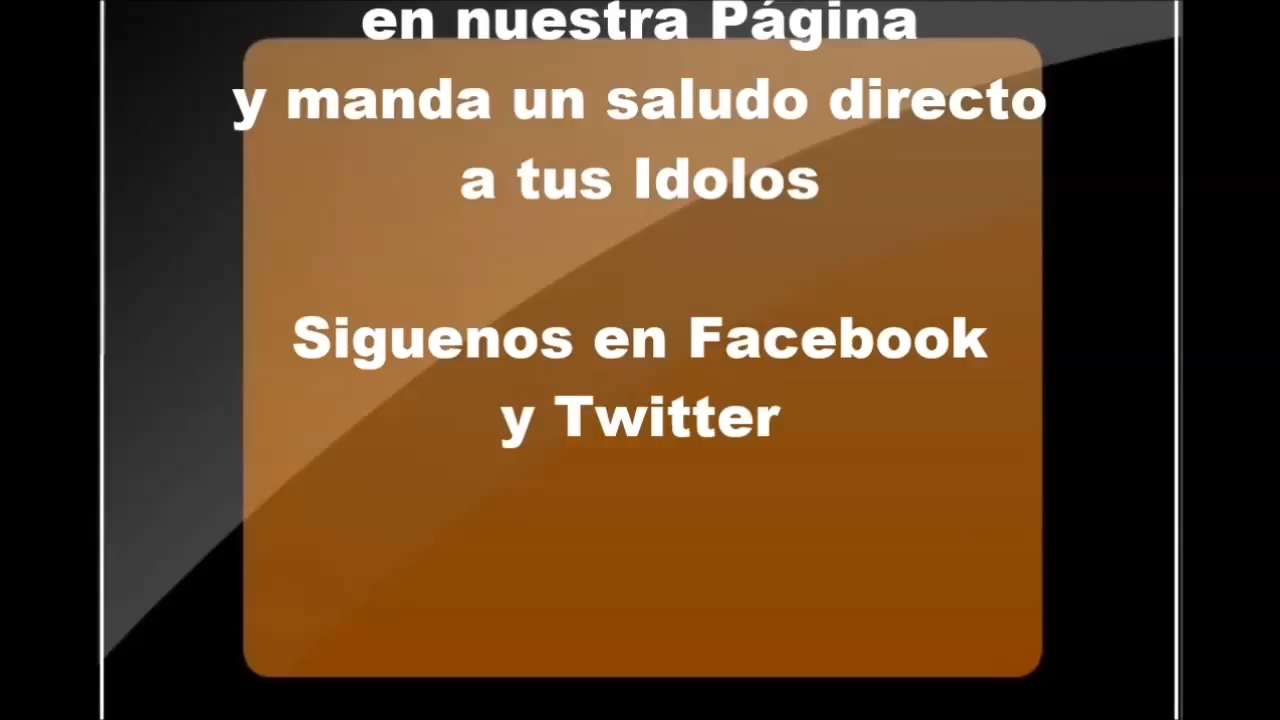 en nuestra Página
y manda un saludo directo
a tus Idolos
Siguenos en Facebook
y Twitter